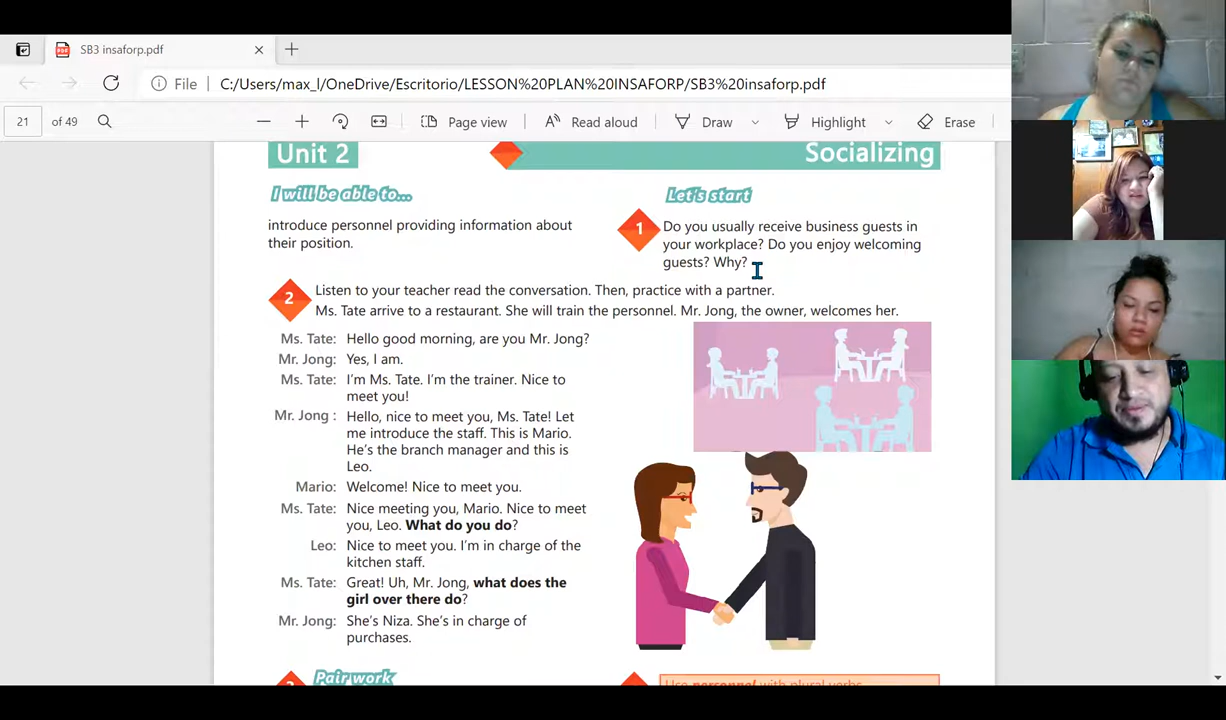 SB3 insaforp.pdf
File C:/Users/max_l/OneDrive/Escritorio/LESSON%20PLAN%20INSAFORP/SB3%20insaforp.pdf
21 of 49 Page view Read aloud Draw Highlight Erase
Unit 2 Socializing
I will be able to...
introduce personnel providing information about
their position.
Let's start
1 Do you usually receive business guests in
your workplace? Do you enjoy welcoming
guests? Why?
2 Listen to your teacher read the conversation. Then, practice with a partner.
Ms. Tate arrive to a restaurant. She will train the personnel. Mr. Jong, the owner, welcomes her.
Ms. Tate: Hello good morning, are you Mr. Jong?
Mr. Jong: Yes, I am.
Ms. Tate: I'm Ms. Tate. I'm the trainer. Nice to
meet you!
Mr. Jong : Hello, nice to meet you, Ms. Tate! Let
me introduce the staff. This is Mario.
He's the branch manager and this is
Leo.
Mario: Welcome! Nice to meet you.
Ms. Tate: Nice meeting you, Mario. Nice to meet
you, Leo. What do you do?
Leo: Nice to meet you. I'm in charge of the
kitchen staff.
Ms. Tate: Great! Uh, Mr. Jong, what does the
girl over there do?
Mr. Jong: She's Niza. She's in charge of
purchases.
Pair work
Use personnel with plural verbs